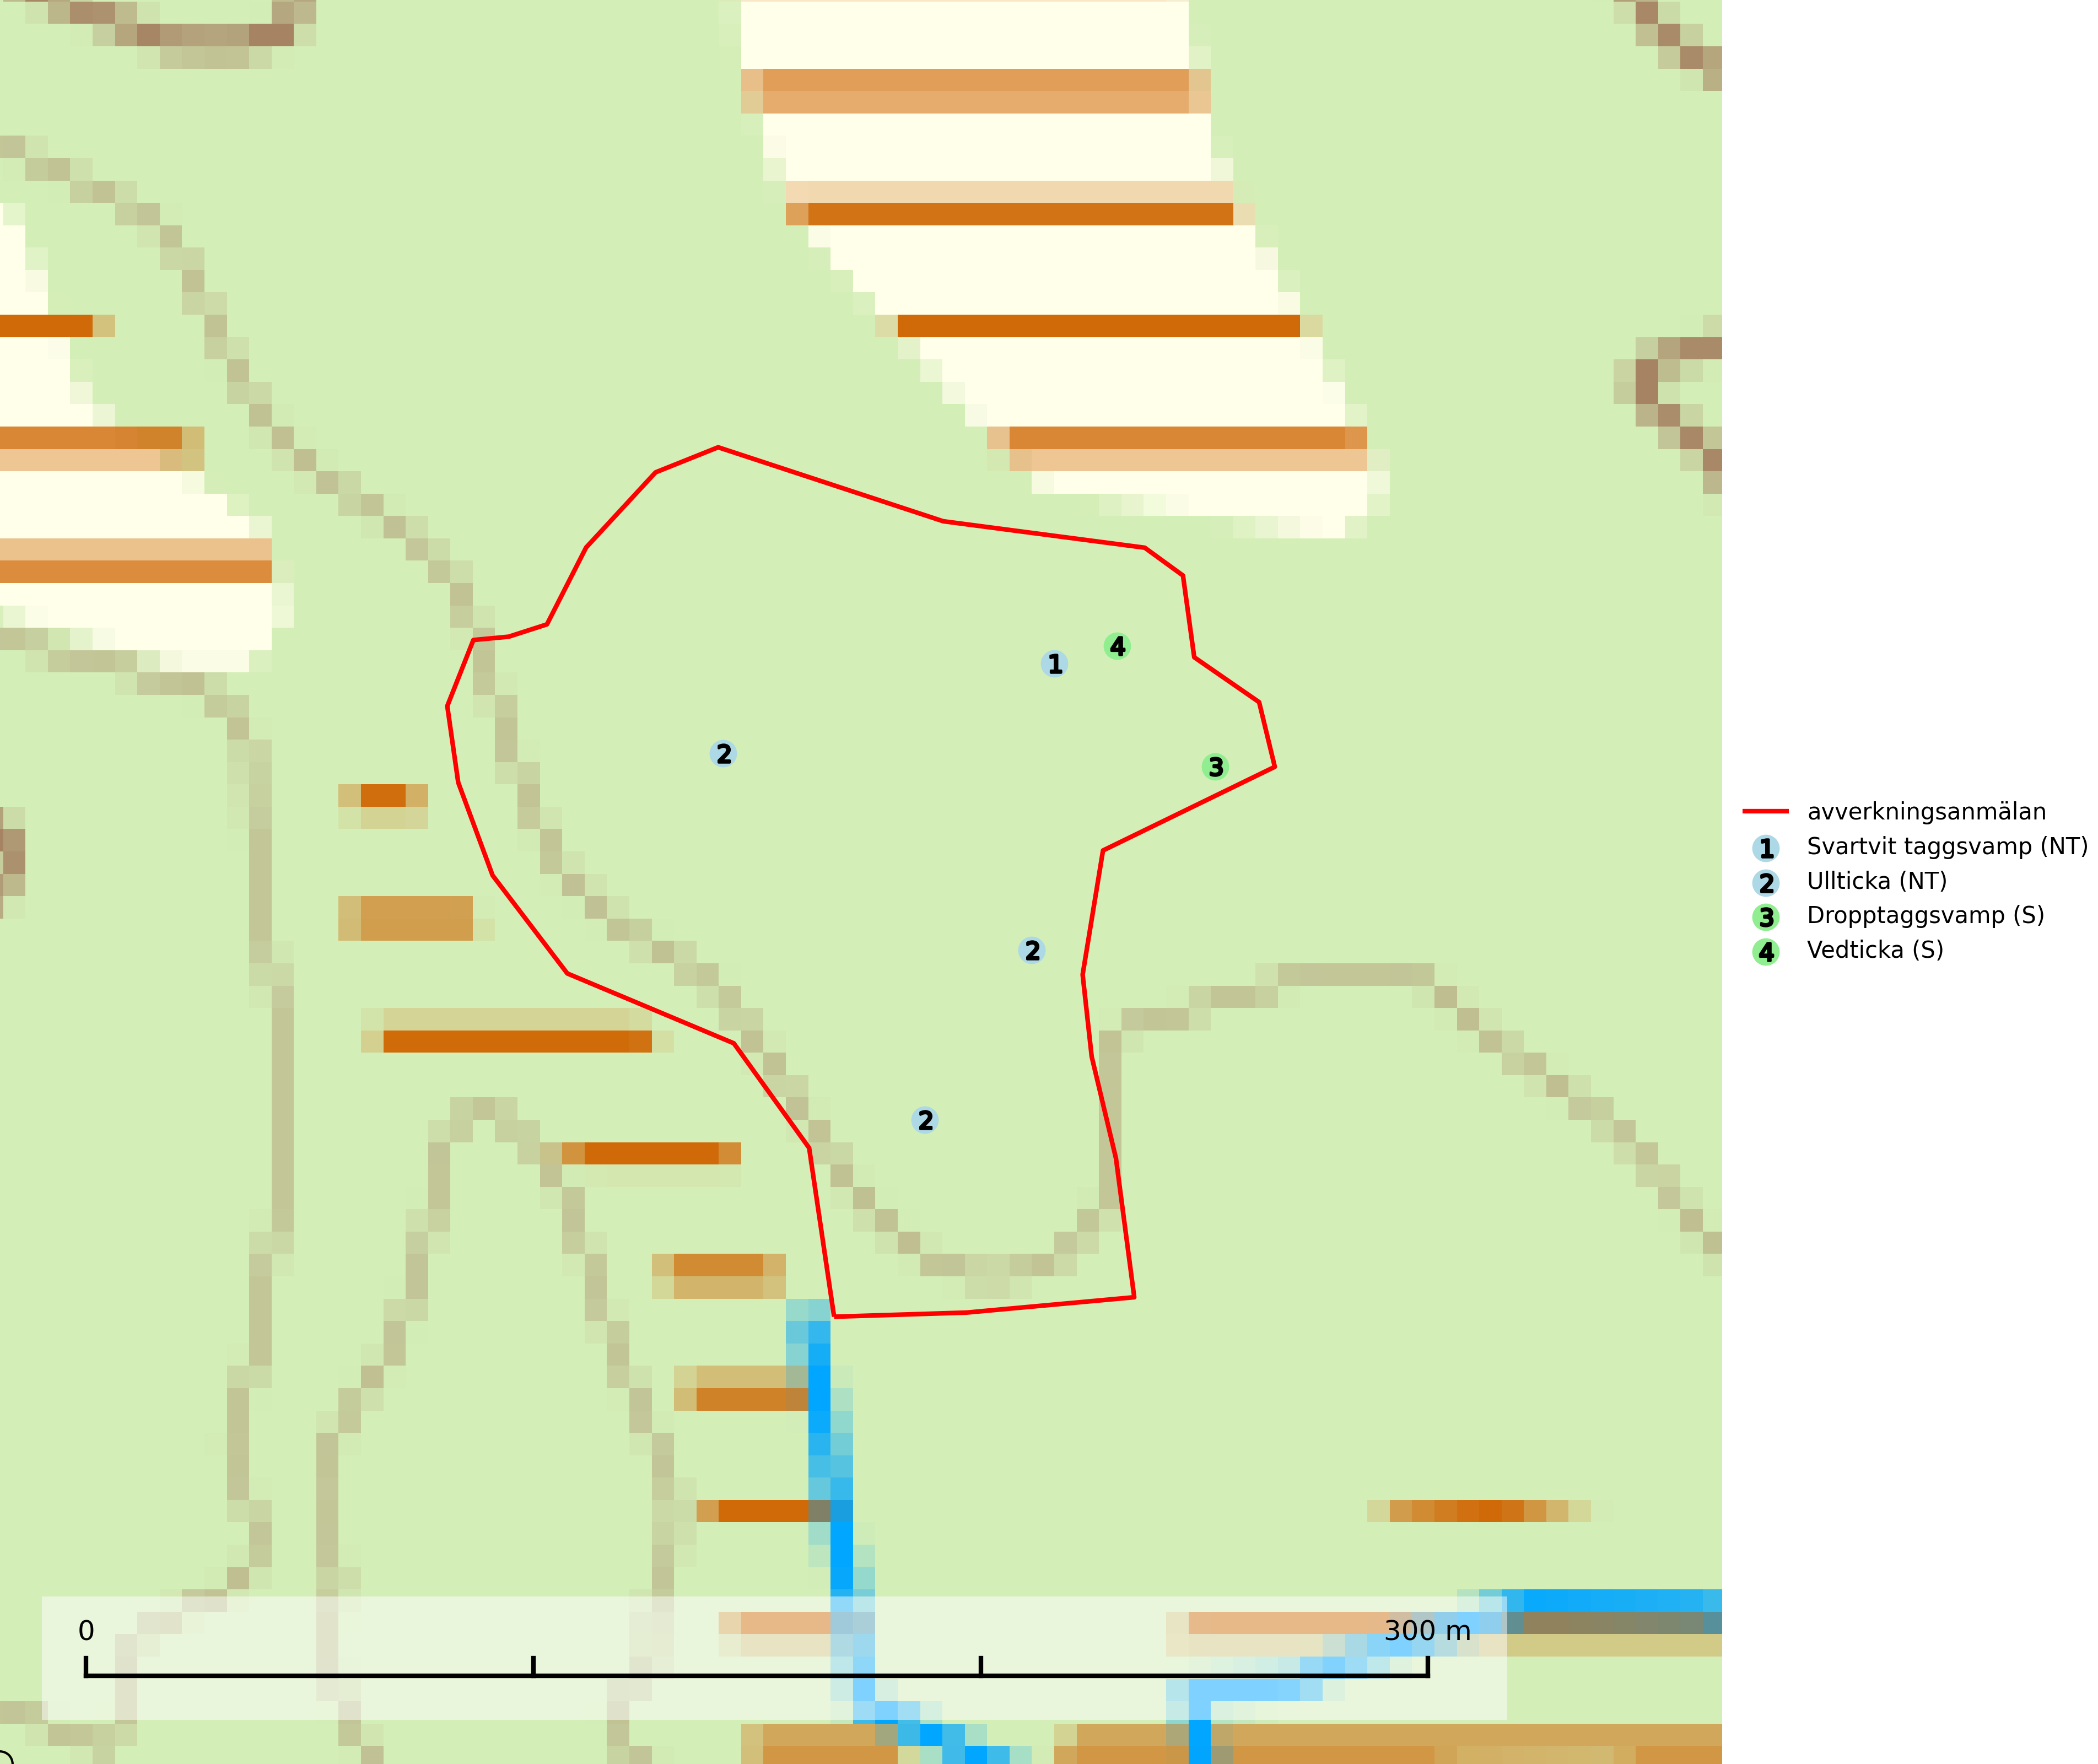 4
1
2
3
2
2
avverkningsanmälan
1 Svartvit taggsvamp (NT)
2 Ullticka (NT)
3 Dropptaggsvamp (S)
4 Vedticka (S)
0 300 m